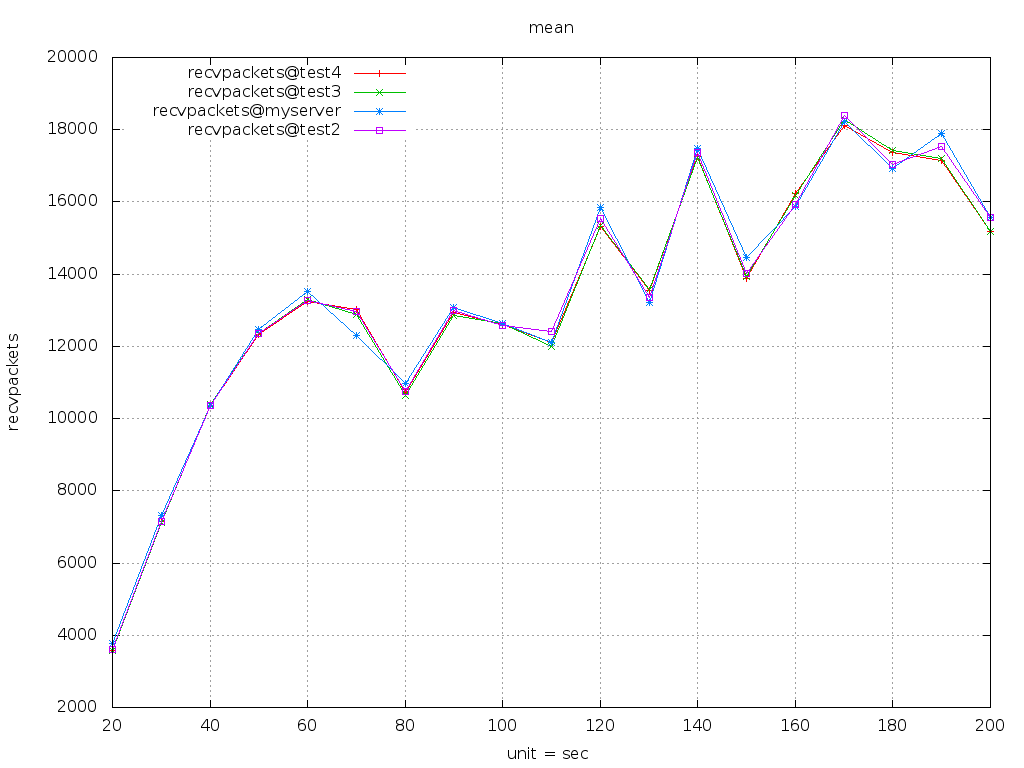 mean
20000
18000
16000
14000
12000
10000
8000
6000
4000
2000
recvpackets
recvpackets@test4
recvpackets@test3
recvpackets@myserver
recvpackets@test2
20 40 60 80 100 120 140 160 180 200
unit = sec